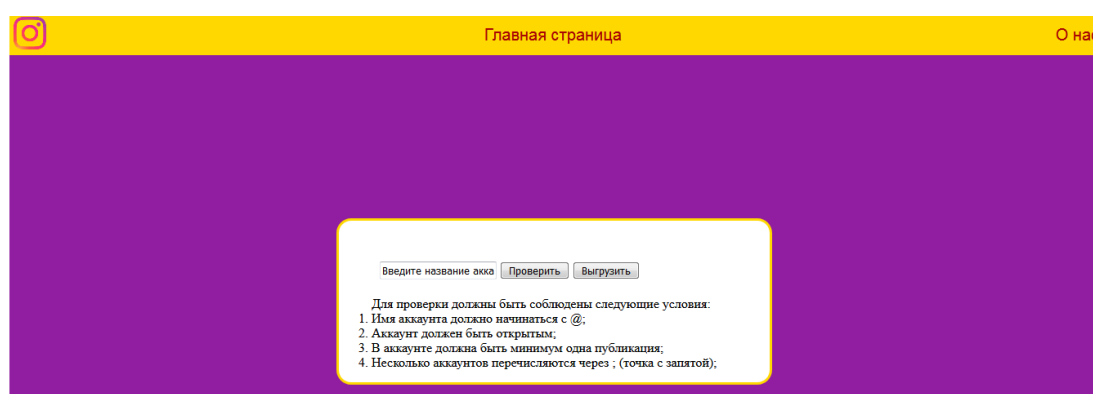 Главная страница
О нас
Введите название акка
Проверить
Выгрузить
Для проверки должны быть соблюдены следующие условия:
1. Имя аккаунта должно начинаться с @;
2. Аккаунт должен быть открытым;
3. В аккаунте должна быть минимум одна публикация;
4. Несколько аккаунтов перечисляются через ; (точка с запятой);